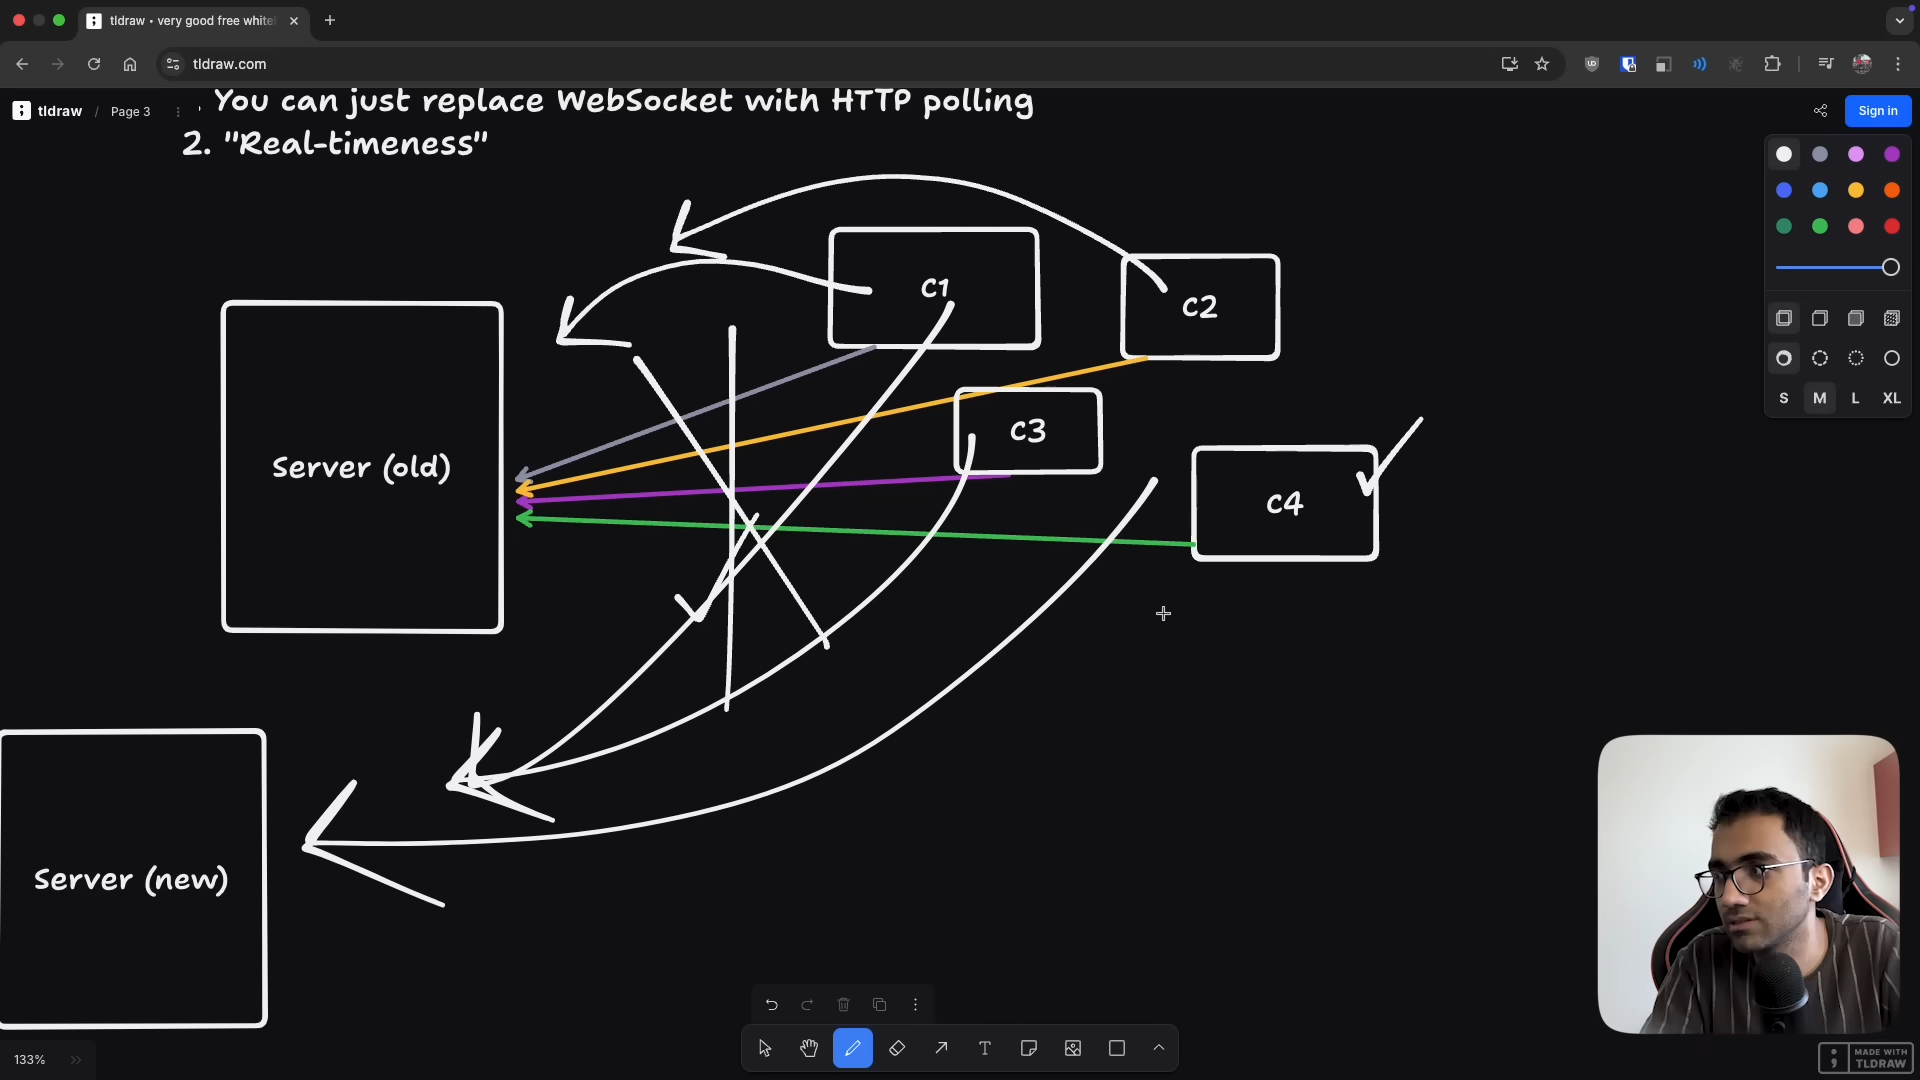 tldraw • very good free white
tldraw.com
tldraw / Page 3
Sign in
You can just replace WebSocket with HTTP polling
2. "Real-timeness"
c1
c2
c3
c4
Server (old)
Server (new)
S M L XL
133%
MADE WITH
TLDRAW